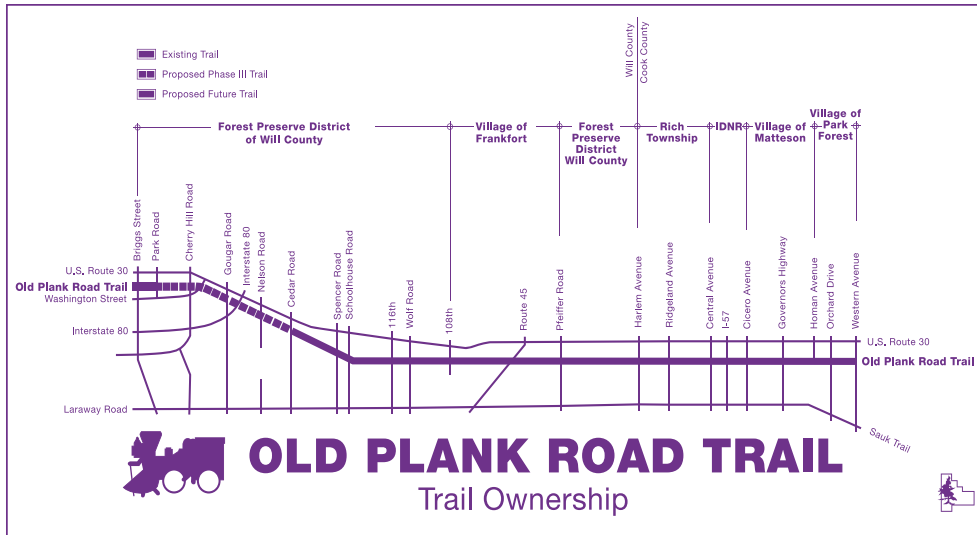 Existing Trail
Proposed Phase III Trail
Proposed Future Trail
Will County
Cook County
Forest Preserve District
of Will County
Village of
Frankfort
Forest
Preserve
District
Will County
Rich
Township
IDNR
Village of
Matteson
Village of
Park
Forest
Briggs Street
Park Road
Cherry Hill Road
Gougar Road
Interstate 80
Nelson Road
Cedar Road
Spencer Road
Schoolhouse Road
116th
Wolf Road
108th
Route 45
Pfeiffer Road
Harlem Avenue
Ridgeland Avenue
Central Avenue
I-57
Cicero Avenue
Governors Highway
Homan Avenue
Orchard Drive
Western Avenue
U.S. Route 30
Old Plank Road Trail
Washington Street
Interstate 80
U.S. Route 30
Old Plank Road Trail
Laraway Road
Sauk Trail
OLD PLANK ROAD TRAIL
Trail Ownership